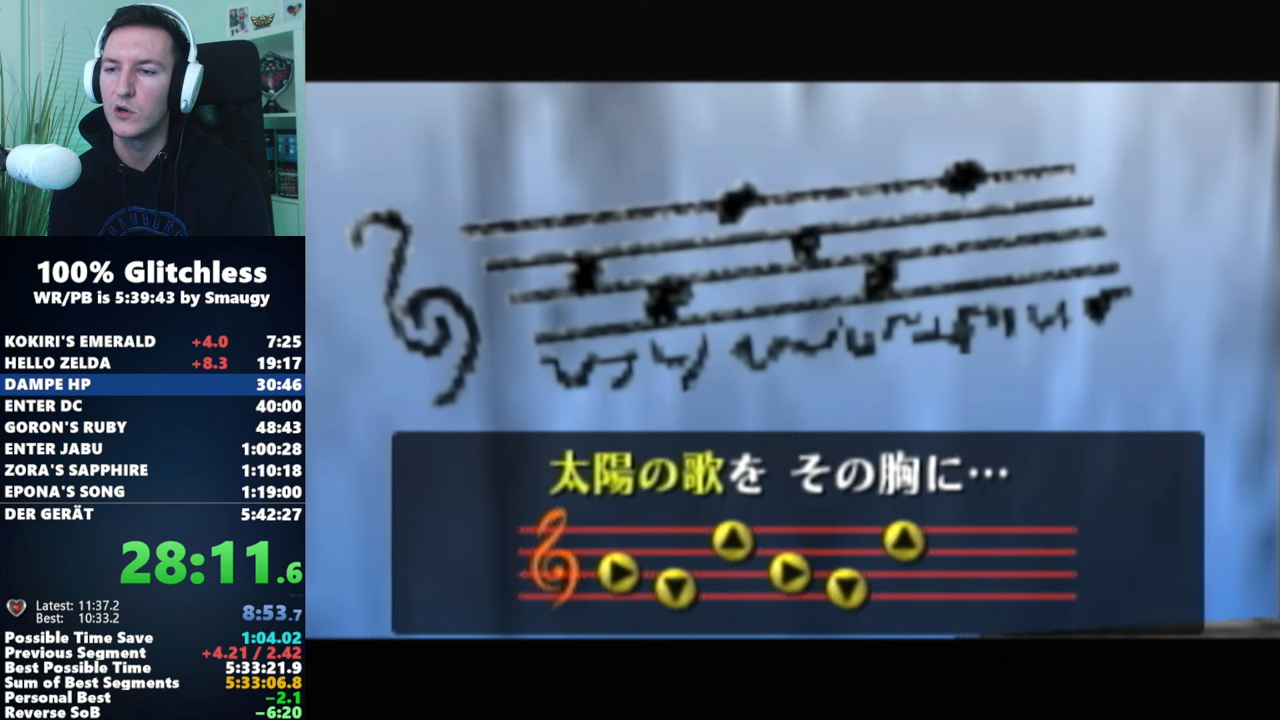 HAMBURG
100% Glitchless
WR/PB is 5:39:43 by Smaugy
KOKIRI'S EMERALD +4.0 7:25
HELLO ZELDA +8.3 19:17
DAMPE HP 30:46
ENTER DC 40:00
GORON'S RUBY 48:43
ENTER JABU 1:00:28
ZORA'S SAPPHIRE 1:10:18
EPONA'S SONG 1:19:00
DER GERÄT 5:42:27
28:11.6
Latest: 11:37.2
Best: 10:33.2
8:53.7
Possible Time Save 1:04.02
Previous Segment +4.21 / 2.42
Best Possible Time 5:33:21.9
Sum of Best Segments 5:33:06.8
Personal Best −2.1
Reverse SoB −6:20
太陽の歌を その胸に…